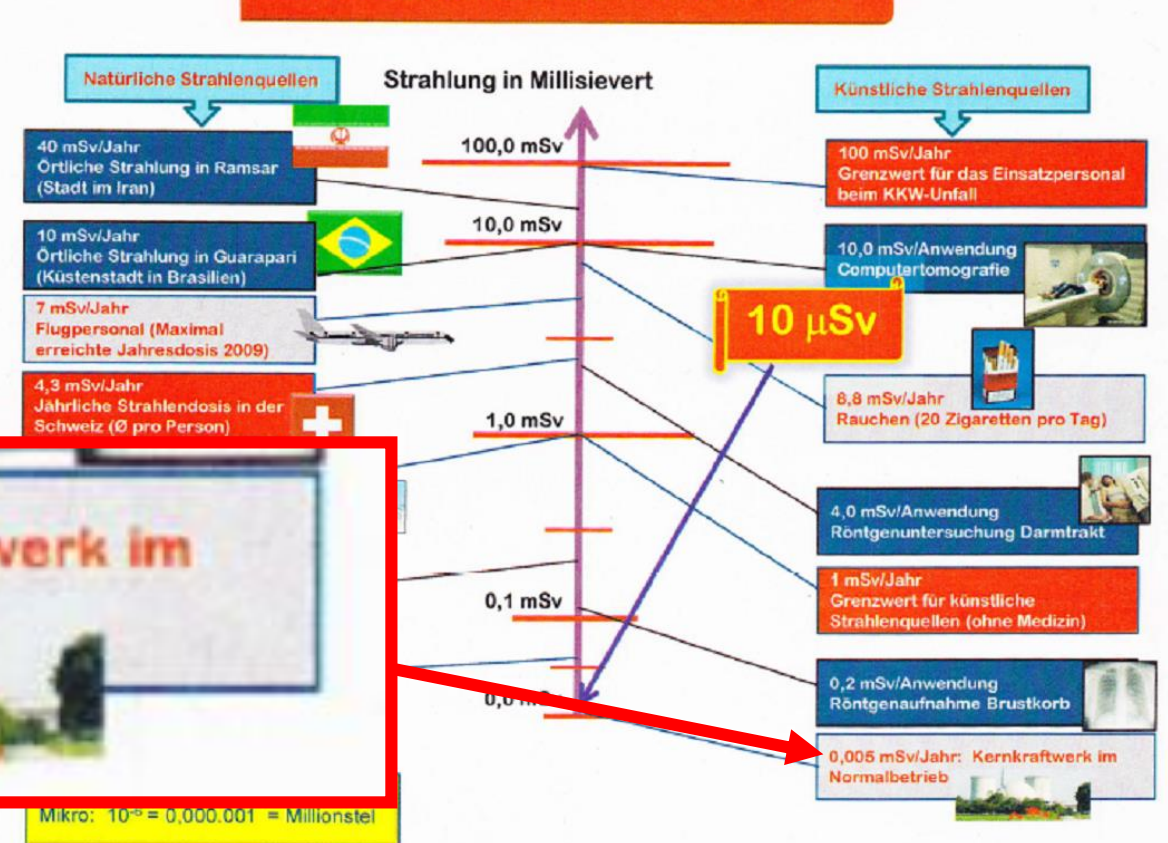 Natürliche Strahlenquellen
Strahlung in Millisievert
Künstliche Strahlenquellen
40 mSv/Jahr
Örtliche Strahlung in Ramsar
(Stadt im Iran)
10 mSv/Jahr
Örtliche Strahlung in Guarapari
(Küstenstadt in Brasilien)
7 mSv/Jahr
Flugpersonal (Maximal
erreichte Jahresdosis 2009)
4,3 mSv/Jahr
Jährliche Strahlendosis in der
Schweiz (Ø pro Person)
werk im
Mikro: 10⁻⁶ = 0,000.001 = Millionstel
100,0 mSv
10,0 mSv
1,0 mSv
0,1 mSv
10 µSv
100 mSv/Jahr
Grenzwert für das Einsatzpersonal
beim KKW-Unfall
10,0 mSv/Anwendung
Computertomografie
8,8 mSv/Jahr
Rauchen (20 Zigaretten pro Tag)
4,0 mSv/Anwendung
Röntgenuntersuchung Darmtrakt
1 mSv/Jahr
Grenzwert für künstliche
Strahlenquellen (ohne Medizin)
0,2 mSv/Anwendung
Röntgenaufnahme Brustkorb
0,005 mSv/Jahr: Kernkraftwerk im
Normalbetrieb